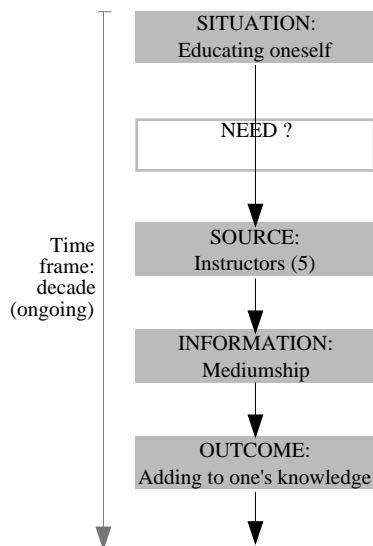 SITUATION:
Educating oneself
NEED ?
SOURCE:
Instructors (5)
Time
frame:
decade
(ongoing)
INFORMATION:
Mediumship
OUTCOME:
Adding to one's knowledge